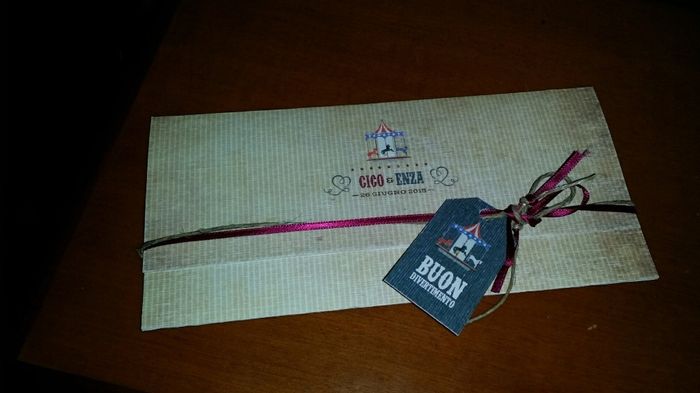 CICO & ENZA
26 GIUGNO 2015
BUON
DIVERTIMENTO